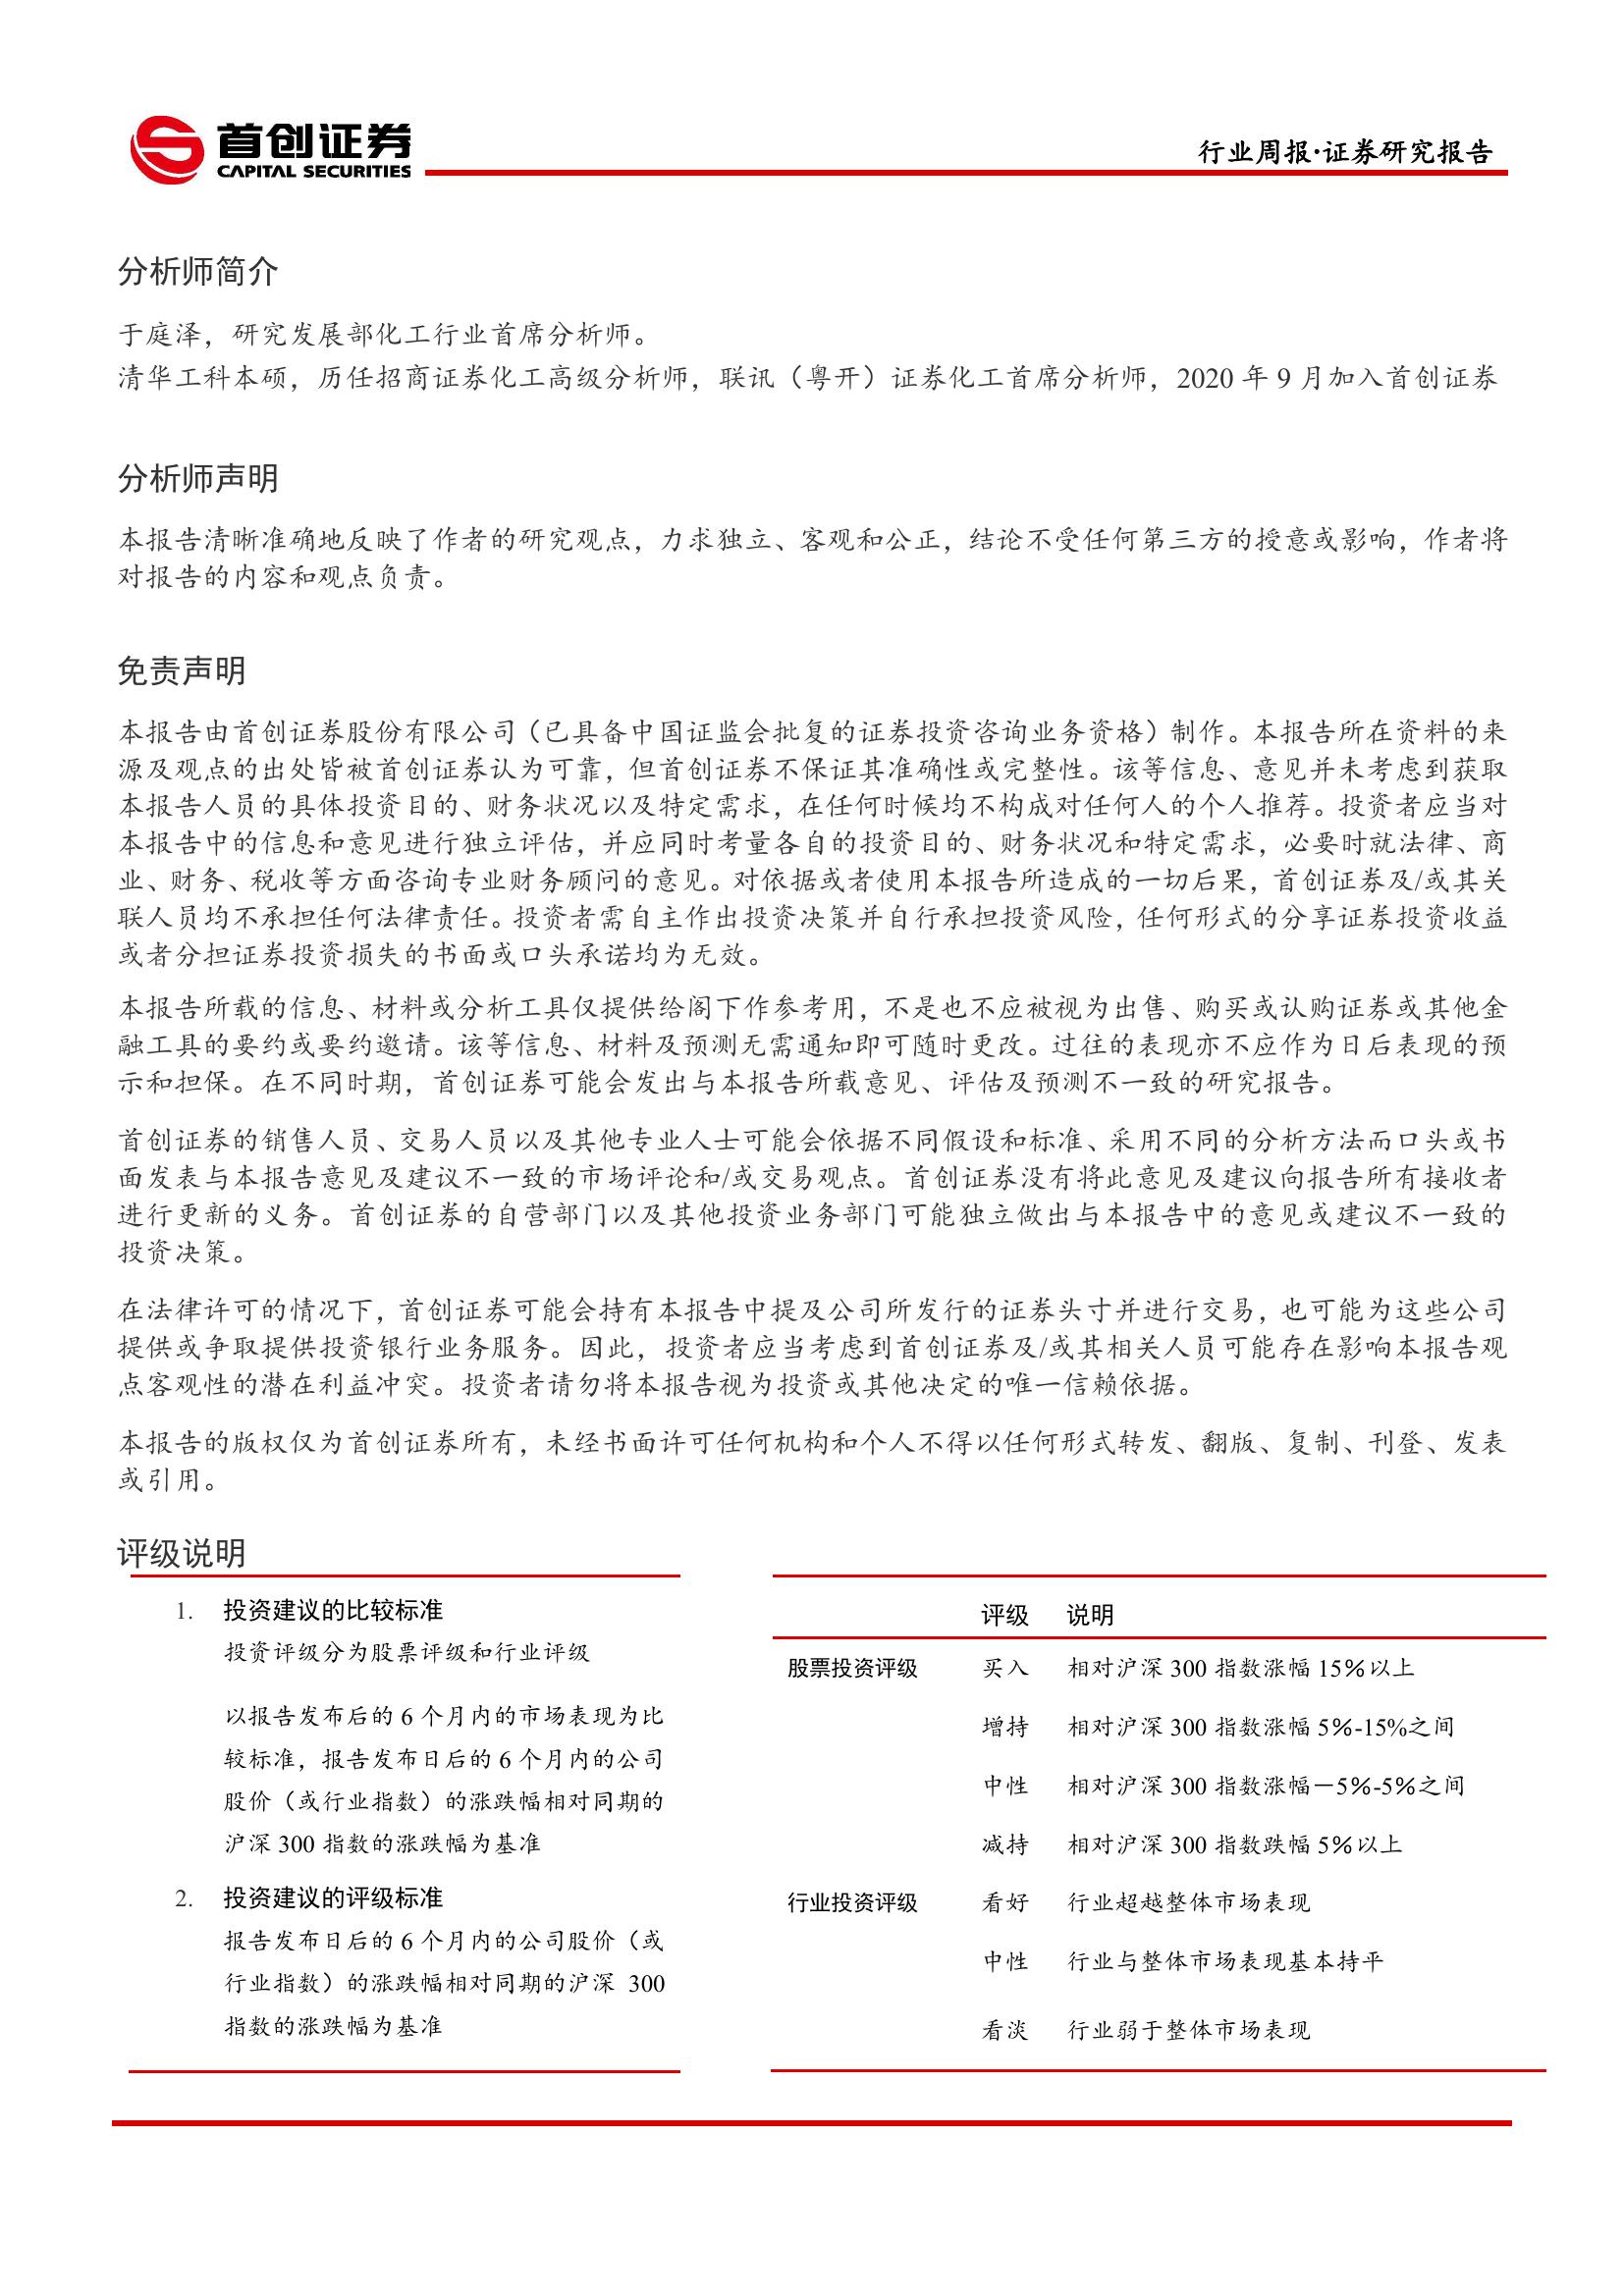 首创证券
CAPITAL SECURITIES
行业周报·证券研究报告
分析师简介
于庭泽，研究发展部化工行业首席分析师。
清华工科本硕，历任招商证券化工高级分析师，联讯（粤开）证券化工首席分析师，2020 年 9 月加入首创证券
分析师声明
本报告清晰准确地反映了作者的研究观点，力求独立、客观和公正，结论不受任何第三方的授意或影响，作者将
对报告的内容和观点负责。
免责声明
本报告由首创证券股份有限公司（已具备中国证监会批复的证券投资咨询业务资格）制作。本报告所在资料的来
源及观点的出处皆被首创证券认为可靠，但首创证券不保证其准确性或完整性。该等信息、意见并未考虑到获取
本报告人员的具体投资目的、财务状况以及特定需求，在任何时候均不构成对任何人的个人推荐。投资者应当对
本报告中的信息和意见进行独立评估，并应同时考量各自的投资目的、财务状况和特定需求，必要时就法律、商
业、财务、税收等方面咨询专业财务顾问的意见。对依据或者使用本报告所造成的一切后果，首创证券及/或其关
联人员均不承担任何法律责任。投资者需自主作出投资决策并自行承担投资风险，任何形式的分享证券投资收益
或者分担证券投资损失的书面或口头承诺均为无效。
本报告所载的信息、材料或分析工具仅提供给阁下作参考用，不是也不应被视为出售、购买或认购证券或其他金
融工具的要约或要约邀请。该等信息、材料及预测无需通知即可随时更改。过往的表现亦不应作为日后表现的预
示和担保。在不同时期，首创证券可能会发出与本报告所载意见、评估及预测不一致的研究报告。
首创证券的销售人员、交易人员以及其他专业人士可能会依据不同假设和标准、采用不同的分析方法而口头或书
面发表与本报告意见及建议不一致的市场评论和/或交易观点。首创证券没有将此意见及建议向报告所有接收者
进行更新的义务。首创证券的自营部门以及其他投资业务部门可能独立做出与本报告中的意见或建议不一致的
投资决策。
在法律许可的情况下，首创证券可能会持有本报告中提及公司所发行的证券头寸并进行交易，也可能为这些公司
提供或争取提供投资银行业务服务。因此，投资者应当考虑到首创证券及/或其相关人员可能存在影响本报告观
点客观性的潜在利益冲突。投资者请勿将本报告视为投资或其他决定的唯一信赖依据。
本报告的版权仅为首创证券所有，未经书面许可任何机构和个人不得以任何形式转发、翻版、复制、刊登、发表
或引用。
评级说明
1. 投资建议的比较标准
投资评级分为股票评级和行业评级
以报告发布后的 6 个月内的市场表现为比
较标准，报告发布日后的 6 个月内的公司
股价（或行业指数）的涨跌幅相对同期的
沪深 300 指数的涨跌幅为基准
2. 投资建议的评级标准
报告发布日后的 6 个月内的公司股价（或
行业指数）的涨跌幅相对同期的沪深 300
指数的涨跌幅为基准
评级 说明
股票投资评级 买入 相对沪深 300 指数涨幅 15％以上
增持 相对沪深 300 指数涨幅 5％-15％之间
中性 相对沪深 300 指数涨幅－5％-5％之间
减持 相对沪深 300 指数跌幅 5％以上
行业投资评级 看好 行业超越整体市场表现
中性 行业与整体市场表现基本持平
看淡 行业弱于整体市场表现